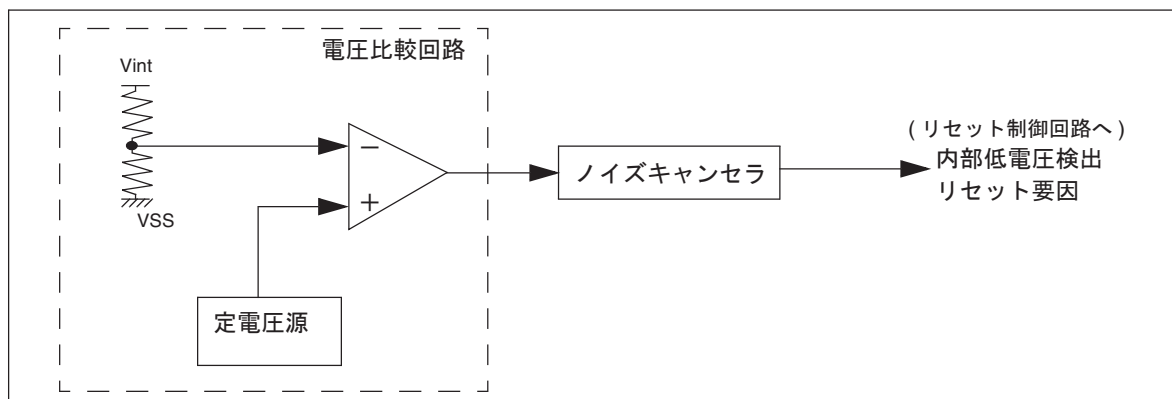 電圧比較回路
Vint
VSS
−
+
定電圧源
ノイズキャンセラ
( リセット制御回路へ )
内部低電圧検出
リセット要因